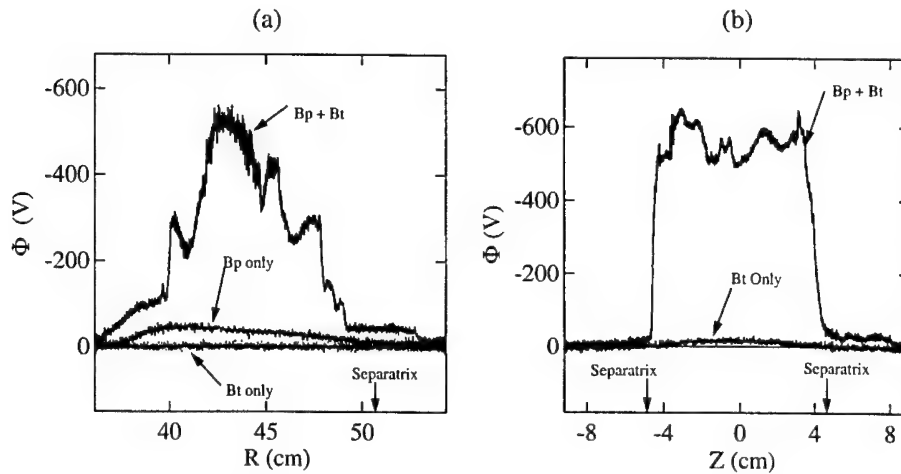 (a)
(b)
-600
-400
-200
0
Φ (V)
Bp + Bt
Bp only
Bt only
Separatrix
40
45
50
R (cm)
-600
-400
-200
0
Φ (V)
Bp + Bt
Bt Only
Separatrix
Separatrix
-8
-4
0
4
8
Z (cm)